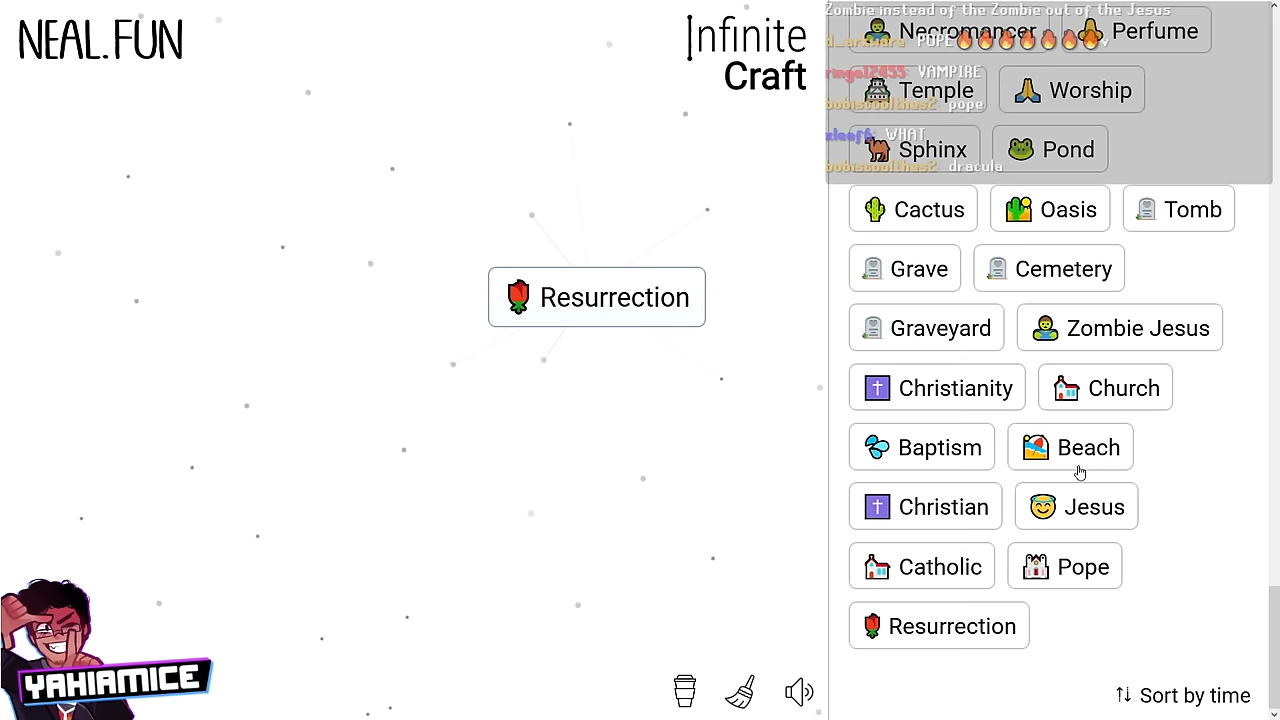 NEAL.FUN
Infinite
Craft
Zombie instead of the Zombie out of the Jesus
Necromancer
Perfume
POPE
VAMPIRE
Temple
Worship
bobiscoolthes2 pope
WHAT
Sphinx
Pond
bobiscoolthes2 dracula
Cactus
Oasis
Tomb
Grave
Cemetery
Resurrection
Graveyard
Zombie Jesus
Christianity
Church
Baptism
Beach
Christian
Jesus
Catholic
Pope
Resurrection
Sort by time
YAHIAMICE